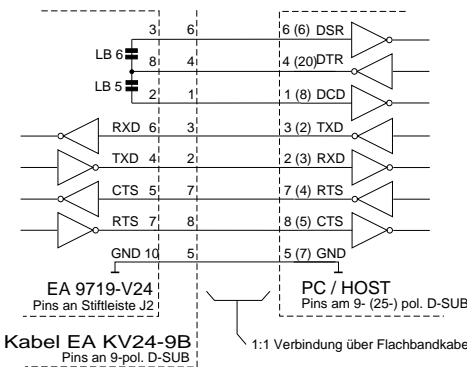 3 6 6 (6) DSR
LB 6
8 4 4 (20) DTR
LB 5
2 1 1 (8) DCD
RXD 6 3 3 (2) TXD
TXD 4 2 2 (3) RXD
CTS 5 7 7 (4) RTS
RTS 7 8 8 (5) CTS
GND 10 5 5 (7) GND
EA 9719-V24
Pins an Stiftleiste J2
PC / HOST
Pins am 9- (25-) pol. D-SUB
Kabel EA KV24-9B
Pins an 9-pol. D-SUB
1:1 Verbindung über Flachbandkabe